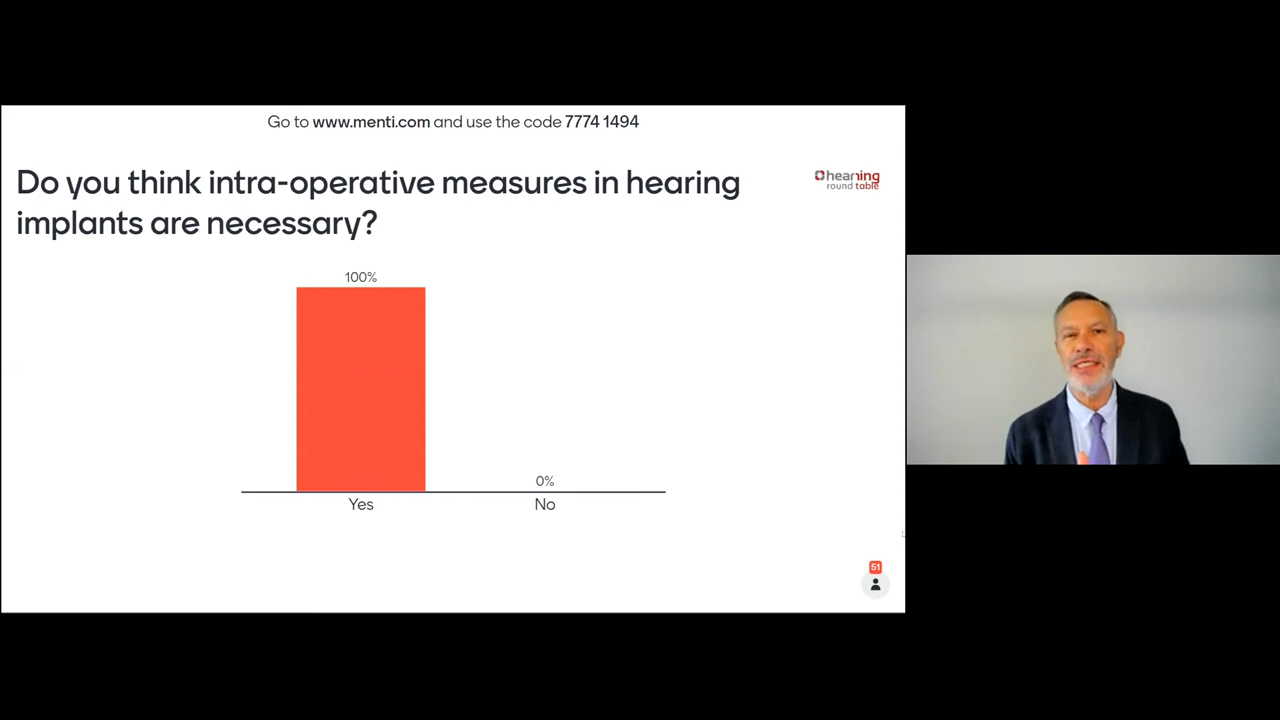 Go to www.menti.com and use the code 7774 1494
Do you think intra-operative measures in hearing
implants are necessary?
hearring
round table
100%
0%
Yes
No
51